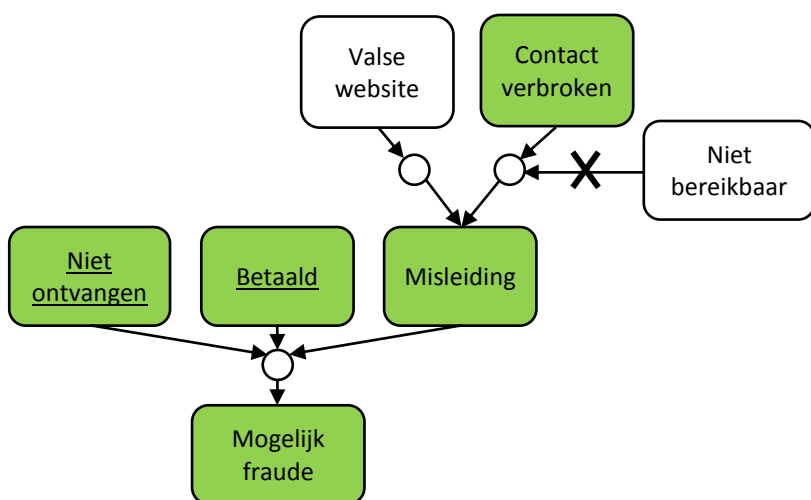 Valse
website
Contact
verbroken
Niet
bereikbaar
Niet
ontvangen
Betaald
Misleiding
Mogelijk
fraude